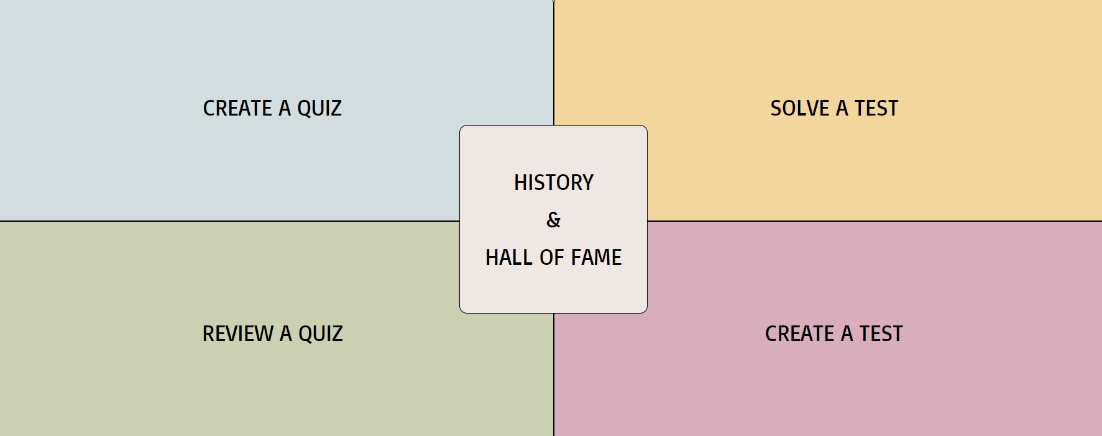 CREATE A QUIZ
SOLVE A TEST
HISTORY
&
HALL OF FAME
REVIEW A QUIZ
CREATE A TEST